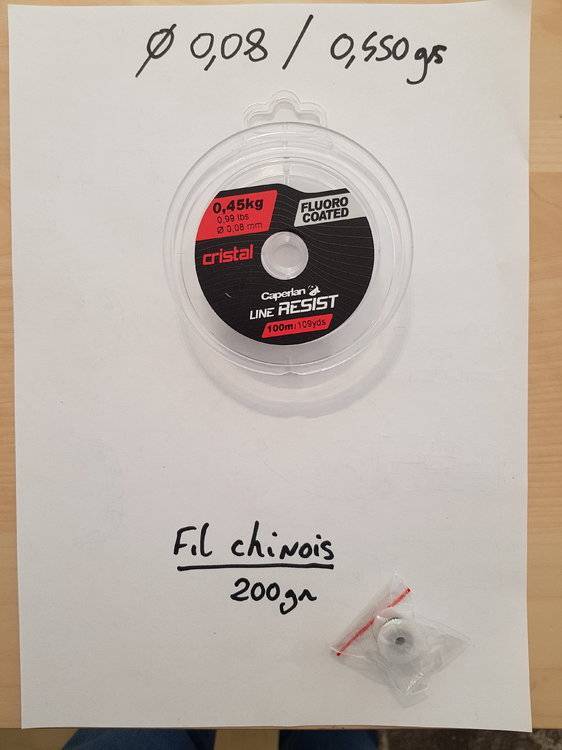 Ø 0,08 / 0,550 gs
0,45kg
0,99 lbs
Ø 0,08 mm
FLUORO
COATED
cristal
Caperlan
LINE RESIST
100m/109yds
Fil chinois
200gr